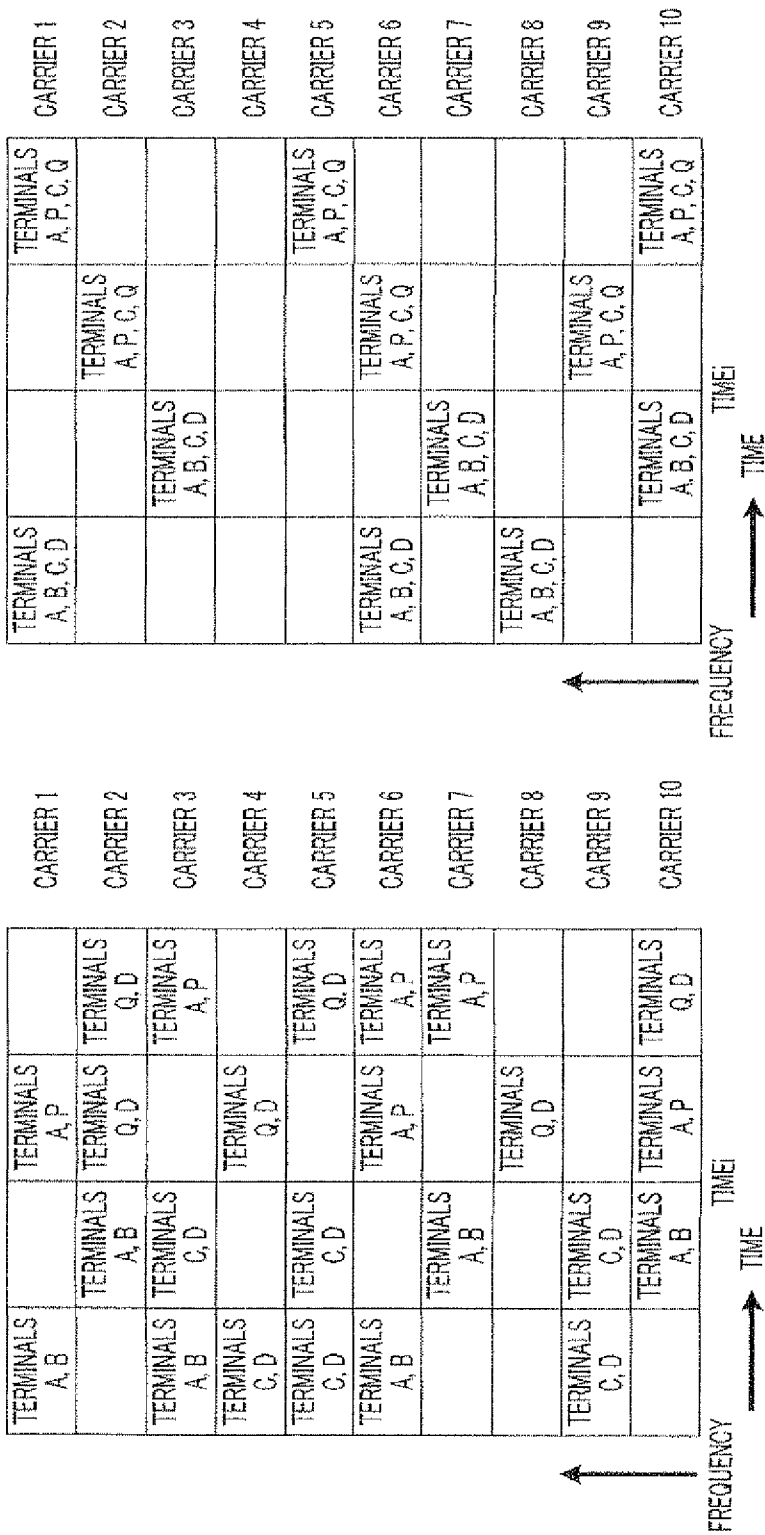 TERMINALS
A, B
TERMINALS
A, P
CARRIER 1
TERMINALS
A, B
TERMINALS
Q, D
TERMINALS
Q, D
CARRIER 2
TERMINALS
A, B
TERMINALS
C, D
TERMINALS
A, P
CARRIER 3
TERMINALS
C, D
TERMINALS
Q, D
CARRIER 4
TERMINALS
C, D
TERMINALS
C, D
TERMINALS
Q, D
CARRIER 5
TERMINALS
A, B
TERMINALS
A, P
TERMINALS
A, P
CARRIER 6
TERMINALS
A, B
TERMINALS
A, P
CARRIER 7
TERMINALS
Q, D
CARRIER 8
TERMINALS
C, D
TERMINALS
C, D
CARRIER 9
TERMINALS
A, B
TERMINALS
A, P
TERMINALS
Q, D
CARRIER 10
FREQUENCY
TIMEi
TIME
TERMINALS
A, B, C, D
TERMINALS
A, P, C, Q
CARRIER 1
TERMINALS
A, P, C, Q
CARRIER 2
TERMINALS
A, B, C, D
CARRIER 3
CARRIER 4
TERMINALS
A, P, C, Q
CARRIER 5
TERMINALS
A, B, C, D
TERMINALS
A, P, C, Q
CARRIER 6
TERMINALS
A, B, C, D
CARRIER 7
TERMINALS
A, B, C, D
CARRIER 8
TERMINALS
A, P, C, Q
CARRIER 9
TERMINALS
A, B, C, D
TERMINALS
A, P, C, Q
CARRIER 10
FREQUENCY
TIMEi
TIME